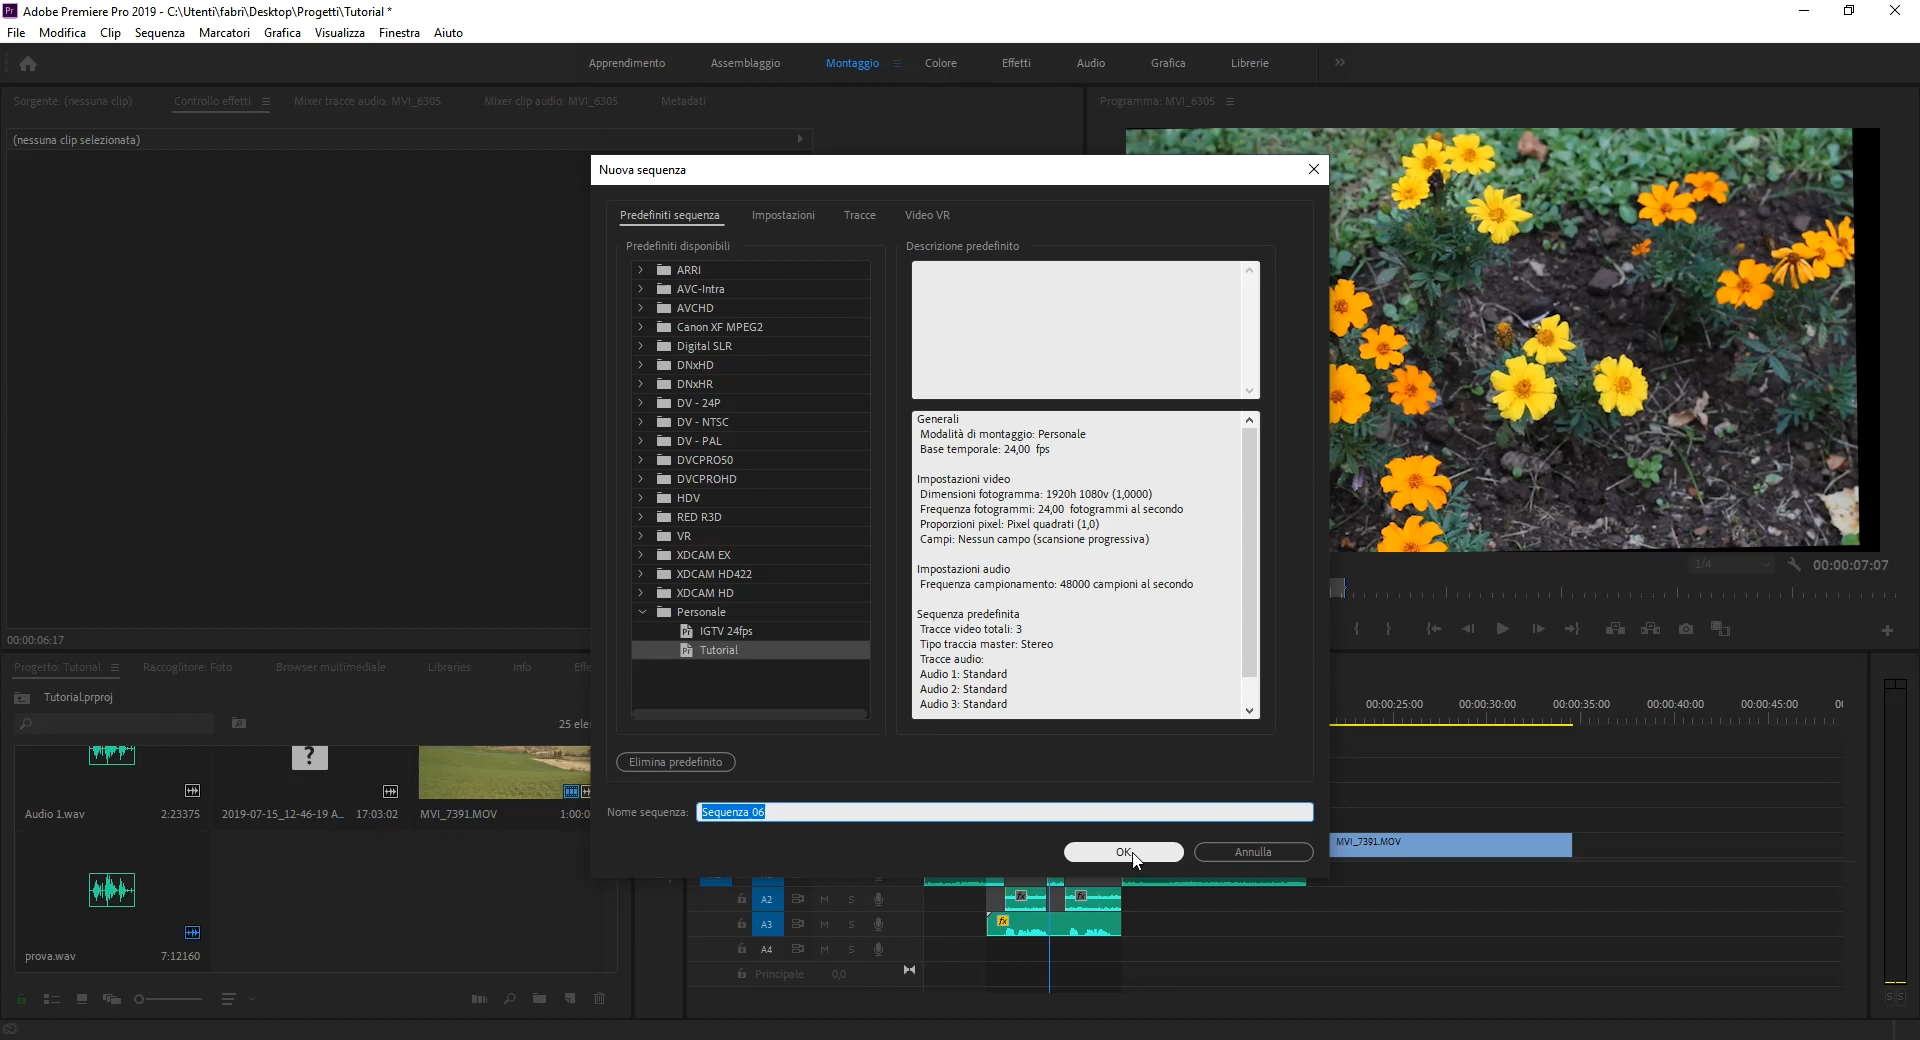 Adobe Premiere Pro 2019 - C:\Utenti\fabri\Desktop\Progetti\Tutorial *
File Modifica Clip Sequenza Marcatori Grafica Visualizza Finestra Aiuto
Apprendimento Assemblaggio Montaggio Colore Effetti Audio Grafica Librerie
Sorgente: (nessuna clip) Controllo effetti Mixer tracce audio: MVI_6305 Mixer clip audio: MVI_6305 Metadati
Programma: MVI_6305
(nessuna clip selezionata)
Nuova sequenza
Predefiniti sequenza Impostazioni Tracce Video VR
Predefiniti disponibili
ARRI
AVC-Intra
AVCHD
Canon XF MPEG2
Digital SLR
DNxHD
DNxHR
DV - 24P
DV - NTSC
DV - PAL
DVCPRO50
DVCPROHD
HDV
RED R3D
VR
XDCAM EX
XDCAM HD422
XDCAM HD
Personale
IGTV 24fps
Tutorial
Descrizione predefinito
Generali
Modalità di montaggio: Personale
Base temporale: 24,00 fps
Impostazioni video
Dimensioni fotogramma: 1920h 1080v (1,0000)
Frequenza fotogrammi: 24,00 fotogrammi al secondo
Proporzioni pixel: Pixel quadrati (1,0)
Campi: Nessun campo (scansione progressiva)
Impostazioni audio
Frequenza campionamento: 48000 campioni al secondo
Sequenza predefinita
Tracce video totali: 3
Tipo traccia master: Stereo
Tracce audio:
Audio 1: Standard
Audio 2: Standard
Audio 3: Standard
Elimina predefinito
Nome sequenza: Sequenza 06
OK Annulla
1/4 00:00:07:07
00:00:06:17
Progetto: Tutorial Raccoglitore: Foto Browser multimediale Libraries Info Effe
Tutorial.prproj
25 ele
Audio 1.wav 2:23375
2019-07-15_12-46-19 A... 17:03:02
MVI_7391.MOV 1:00:0
prova.wav 7:12160
00:00:25:00 00:00:30:00 00:00:35:00 00:00:40:00 00:00:45:00
MVI_7391.MOV
A2 M S
fx fx
A3 M S
fx
A4 M S
Principale 0,0
S S